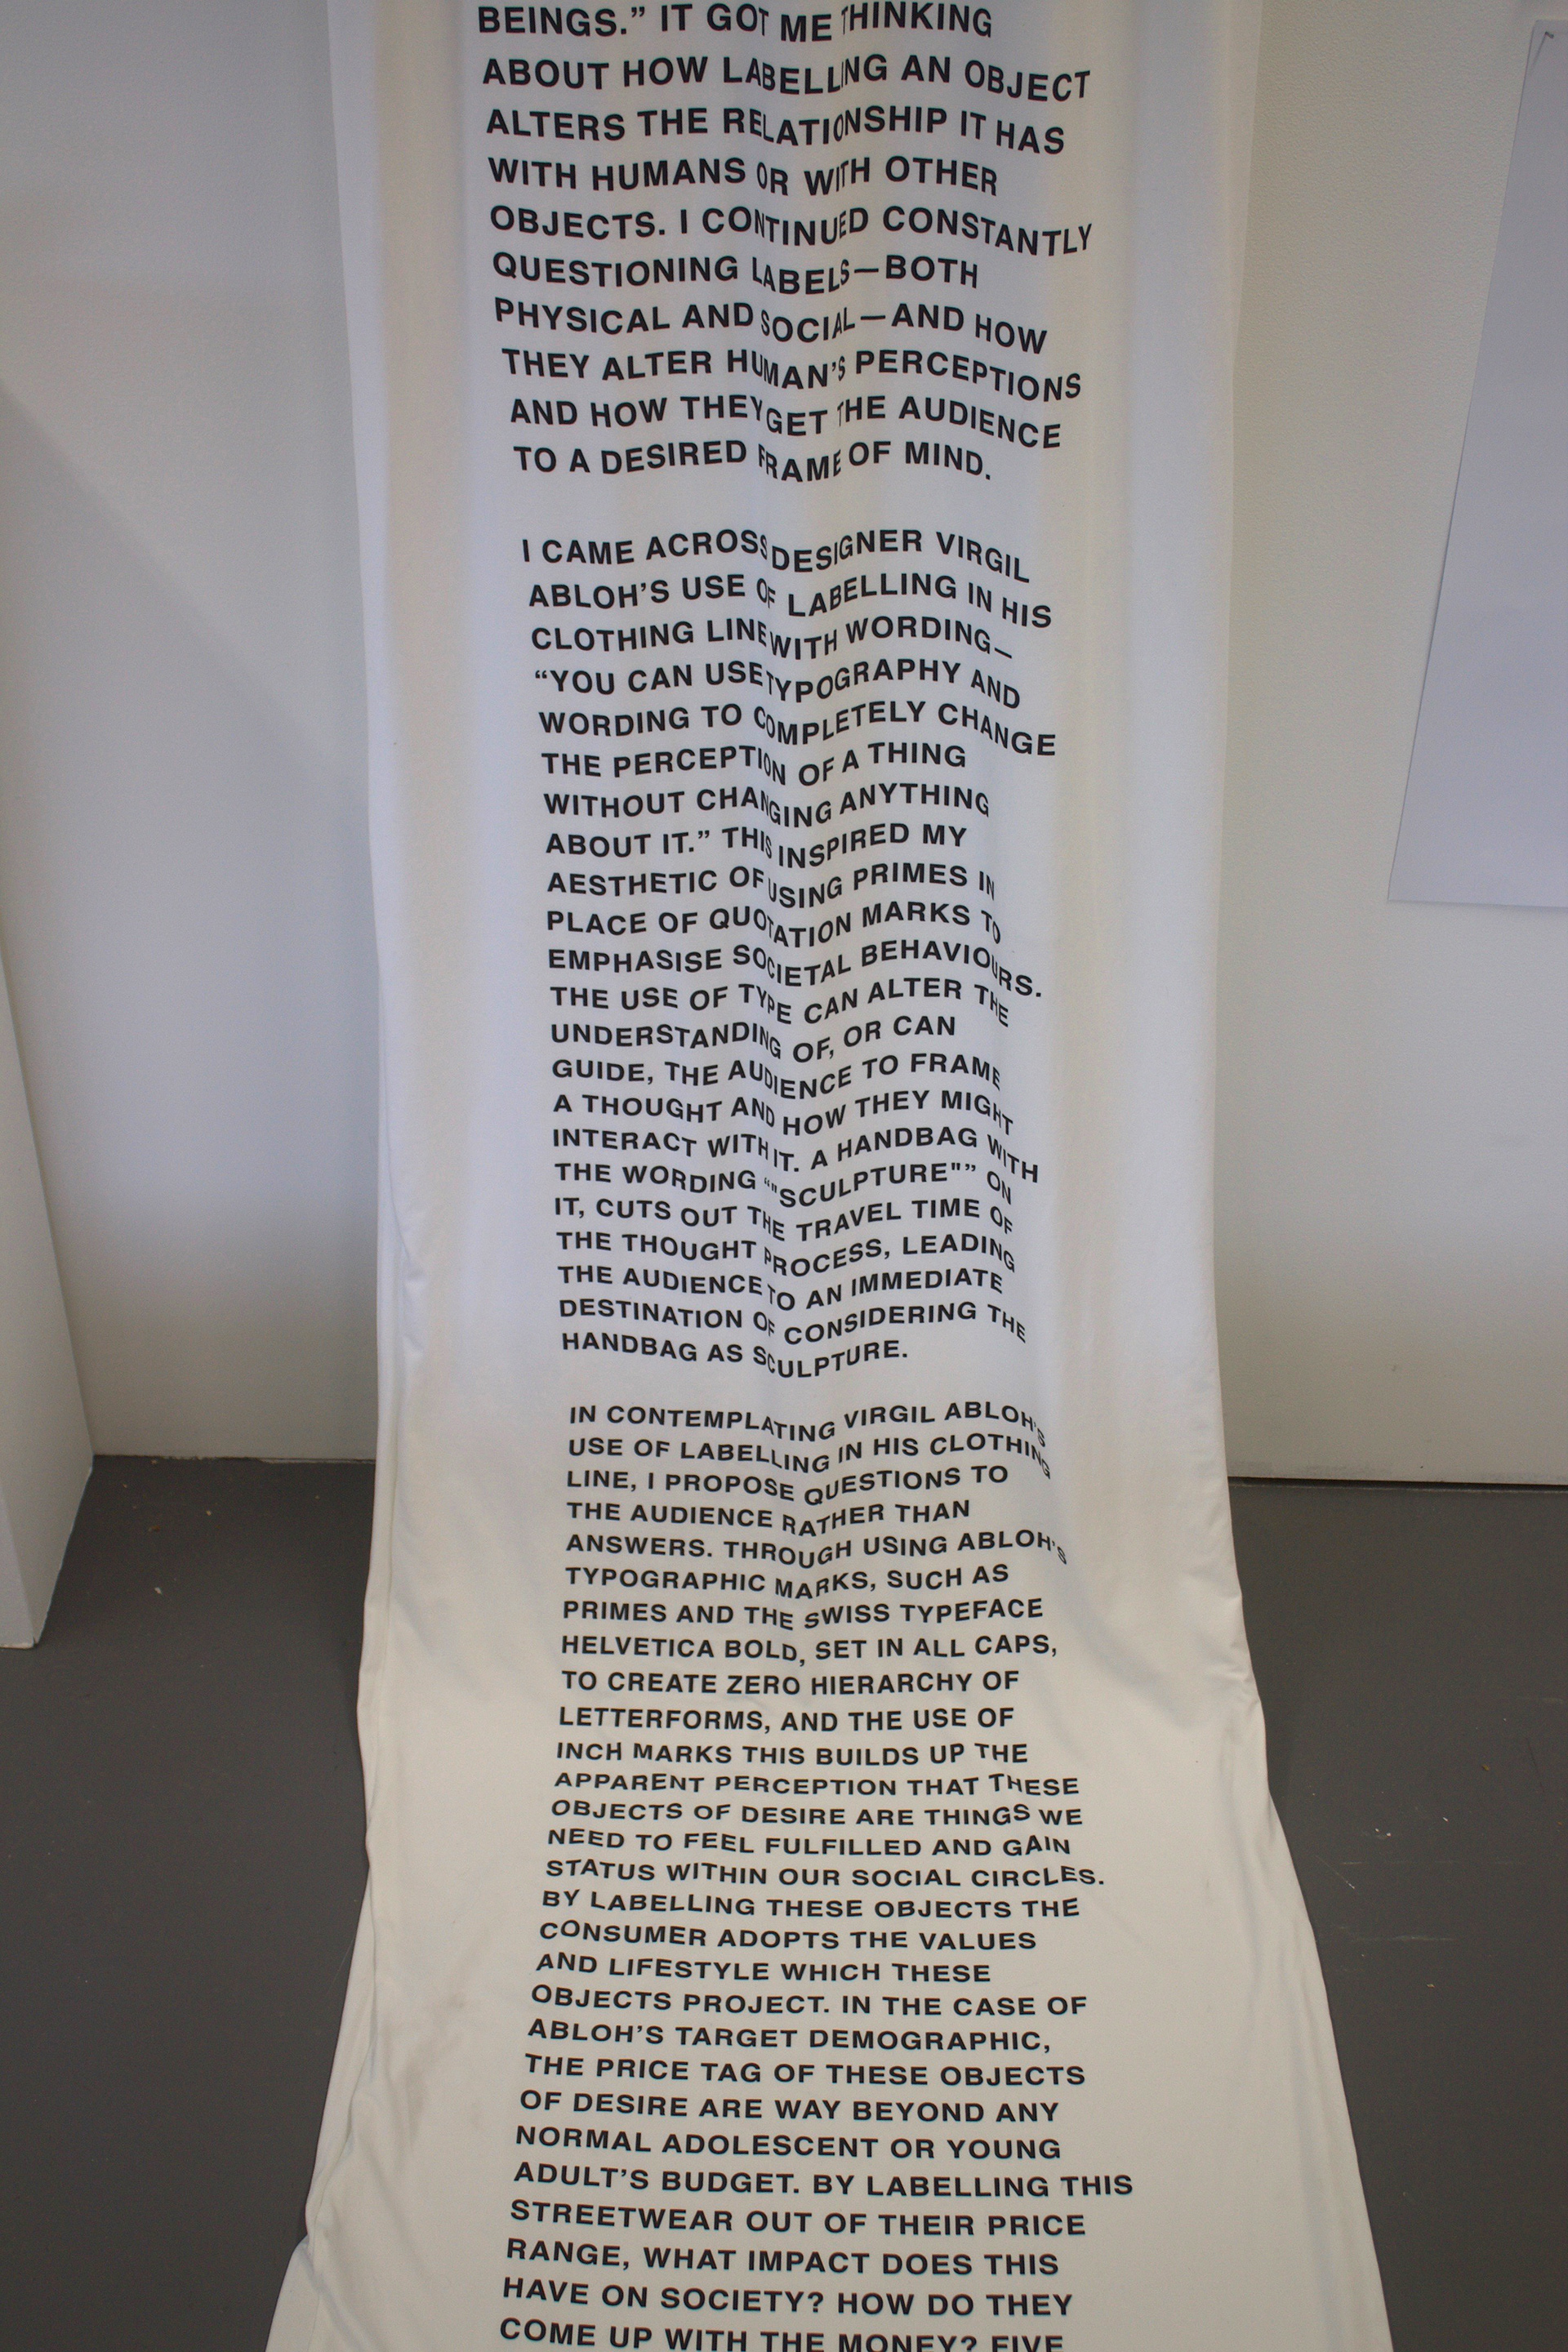 BEINGS.” IT GOT ME THINKING
ABOUT HOW LABELLING AN OBJECT
ALTERS THE RELATIONSHIP IT HAS
WITH HUMANS OR WITH OTHER
OBJECTS. I CONTINUED CONSTANTLY
QUESTIONING LABELS—BOTH
PHYSICAL AND SOCIAL—AND HOW
THEY ALTER HUMAN’S PERCEPTIONS
AND HOW THEY GET THE AUDIENCE
TO A DESIRED FRAME OF MIND.
I CAME ACROSS DESIGNER VIRGIL
ABLOH’S USE OF LABELLING IN HIS
CLOTHING LINE WITH WORDING—
“YOU CAN USE TYPOGRAPHY AND
WORDING TO COMPLETELY CHANGE
THE PERCEPTION OF A THING
WITHOUT CHANGING ANYTHING
ABOUT IT.” THIS INSPIRED MY
AESTHETIC OF USING PRIMES IN
PLACE OF QUOTATION MARKS TO
EMPHASISE SOCIETAL BEHAVIOURS.
THE USE OF TYPE CAN ALTER THE
UNDERSTANDING OF, OR CAN
GUIDE, THE AUDIENCE TO FRAME
A THOUGHT AND HOW THEY MIGHT
INTERACT WITH IT. A HANDBAG WITH
THE WORDING “"SCULPTURE"” ON
IT, CUTS OUT THE TRAVEL TIME OF
THE THOUGHT PROCESS, LEADING
THE AUDIENCE TO AN IMMEDIATE
DESTINATION OF CONSIDERING THE
HANDBAG AS SCULPTURE.
IN CONTEMPLATING VIRGIL ABLOH’S
USE OF LABELLING IN HIS CLOTHING
LINE, I PROPOSE QUESTIONS TO
THE AUDIENCE RATHER THAN
ANSWERS. THROUGH USING ABLOH’S
TYPOGRAPHIC MARKS, SUCH AS
PRIMES AND THE SWISS TYPEFACE
HELVETICA BOLD, SET IN ALL CAPS,
TO CREATE ZERO HIERARCHY OF
LETTERFORMS, AND THE USE OF
INCH MARKS THIS BUILDS UP THE
APPARENT PERCEPTION THAT THESE
OBJECTS OF DESIRE ARE THINGS WE
NEED TO FEEL FULFILLED AND GAIN
STATUS WITHIN OUR SOCIAL CIRCLES.
BY LABELLING THESE OBJECTS THE
CONSUMER ADOPTS THE VALUES
AND LIFESTYLE WHICH THESE
OBJECTS PROJECT. IN THE CASE OF
ABLOH’S TARGET DEMOGRAPHIC,
THE PRICE TAG OF THESE OBJECTS
OF DESIRE ARE WAY BEYOND ANY
NORMAL ADOLESCENT OR YOUNG
ADULT’S BUDGET. BY LABELLING THIS
STREETWEAR OUT OF THEIR PRICE
RANGE, WHAT IMPACT DOES THIS
HAVE ON SOCIETY? HOW DO THEY
COME UP WITH THE MONEY? FIVE